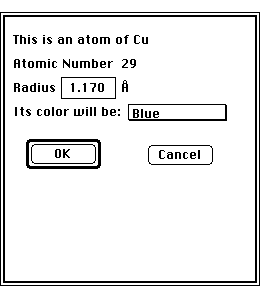 This is an atom of Cu
Atomic Number 29
Radius 1.170 Å
Its color will be: Blue
OK Cancel